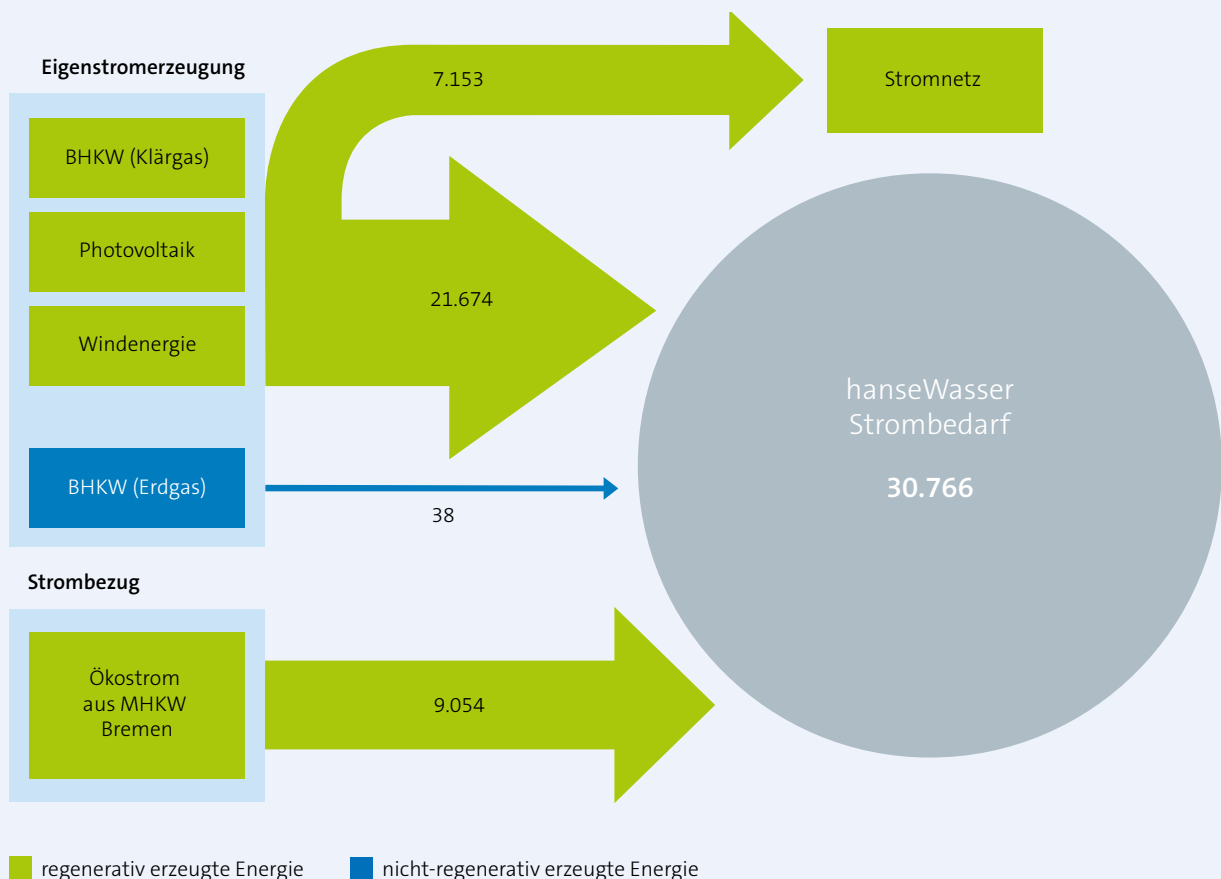 Eigenstromerzeugung
BHKW (Klärgas)
Photovoltaik
Windenergie
BHKW (Erdgas)
7.153
Stromnetz
21.674
38
hanseWasser
Strombedarf
30.766
Strombezug
Ökostrom
aus MHKW
Bremen
9.054
regenerativ erzeugte Energie
nicht-regenerativ erzeugte Energie